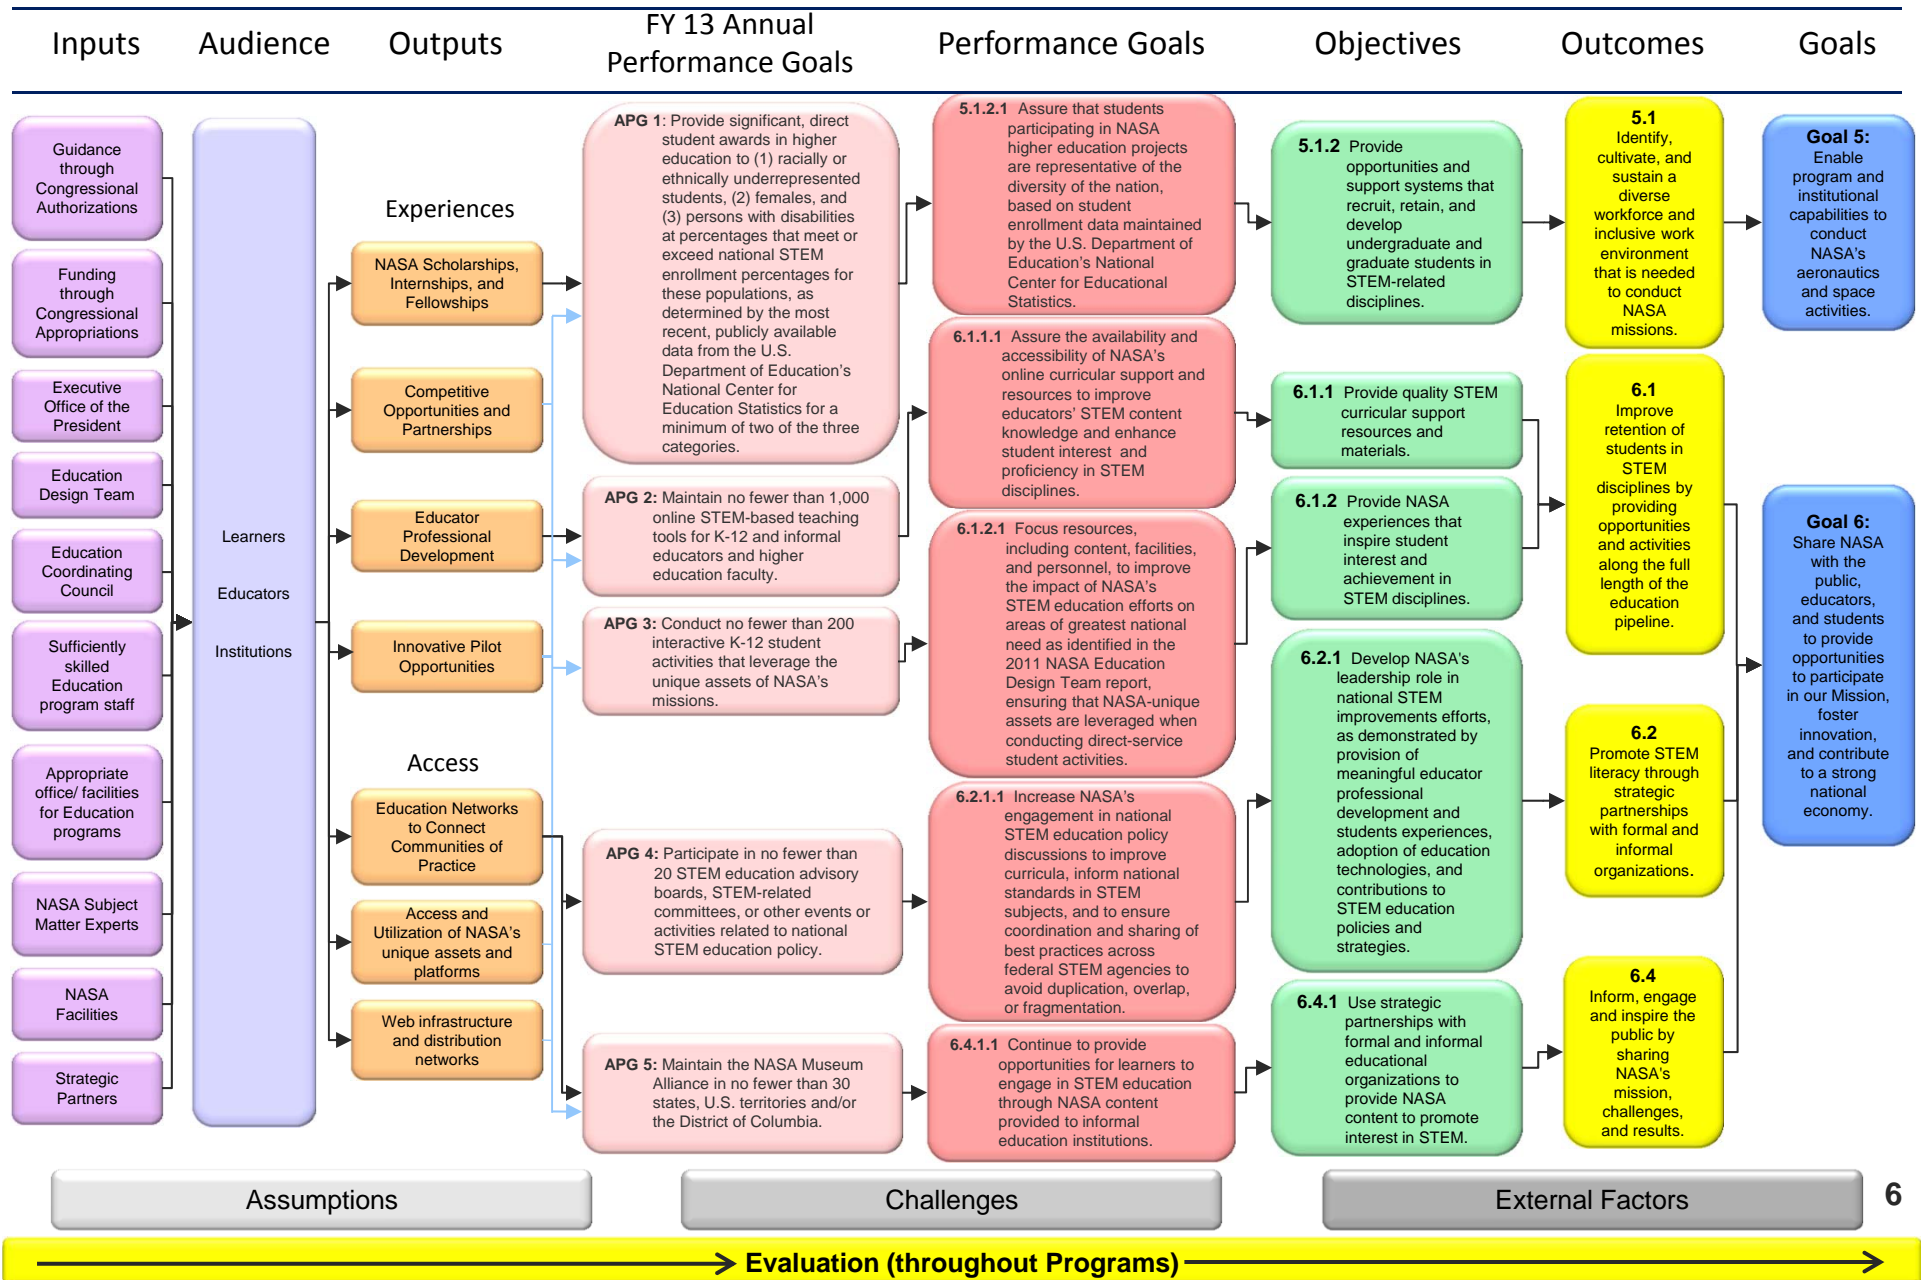 Inputs
Audience
Outputs
FY 13 Annual
Performance Goals
Performance Goals
Objectives
Outcomes
Goals
Guidance
through
Congressional
Authorizations
Funding
through
Congressional
Appropriations
Executive
Office of the
President
Education
Design Team
Education
Coordinating
Council
Sufficiently
skilled
Education
program staff
Appropriate
office/ facilities
for Education
programs
NASA Subject
Matter Experts
NASA
Facilities
Strategic
Partners
Learners
Educators
Institutions
Experiences
NASA Scholarships,
Internships, and
Fellowships
Competitive
Opportunities and
Partnerships
Educator
Professional
Development
Innovative Pilot
Opportunities
Access
Education Networks
to Connect
Communities of
Practice
Access and
Utilization of NASA's
unique assets and
platforms
Web infrastructure
and distribution
networks
APG 1: Provide significant, direct
student awards in higher
education to (1) racially or
ethnically underrepresented
students, (2) females, and
(3) persons with disabilities
at percentages that meet or
exceed national STEM
enrollment percentages for
these populations, as
determined by the most
recent, publicly available
data from the U.S.
Department of Education's
National Center for
Education Statistics for a
minimum of two of the three
categories.
APG 2: Maintain no fewer than 1,000
online STEM-based teaching
tools for K-12 and informal
educators and higher
education faculty.
APG 3: Conduct no fewer than 200
interactive K-12 student
activities that leverage the
unique assets of NASA's
missions.
APG 4: Participate in no fewer than
20 STEM education advisory
boards, STEM-related
committees, or other events or
activities related to national
STEM education policy.
APG 5: Maintain the NASA Museum
Alliance in no fewer than 30
states, U.S. territories and/or
the District of Columbia.
5.1.2.1 Assure that students
participating in NASA
higher education projects
are representative of the
diversity of the nation,
based on student
enrollment data maintained
by the U.S. Department of
Education's National
Center for Educational
Statistics.
6.1.1.1 Assure the availability and
accessibility of NASA's
online curricular support and
resources to improve
educators' STEM content
knowledge and enhance
student interest and
proficiency in STEM
disciplines.
6.1.2.1 Focus resources,
including content, facilities,
and personnel, to improve
the impact of NASA's
STEM education efforts on
areas of greatest national
need as identified in the
2011 NASA Education
Design Team report,
ensuring that NASA-unique
assets are leveraged when
conducting direct-service
student activities.
6.2.1.1 Increase NASA's
engagement in national
STEM education policy
discussions to improve
curricula, inform national
standards in STEM
subjects, and to ensure
coordination and sharing of
best practices across
federal STEM agencies to
avoid duplication, overlap,
or fragmentation.
6.4.1.1 Continue to provide
opportunities for learners to
engage in STEM education
through NASA content
provided to informal
education institutions.
5.1.2 Provide
opportunities and
support systems that
recruit, retain, and
develop
undergraduate and
graduate students in
STEM-related
disciplines.
6.1.1 Provide quality STEM
curricular support
resources and
materials.
6.1.2 Provide NASA
experiences that
inspire student
interest and
achievement in
STEM disciplines.
6.2.1 Develop NASA's
leadership role in
national STEM
improvements efforts,
as demonstrated by
provision of
meaningful educator
professional
development and
students experiences,
adoption of education
technologies, and
contributions to
STEM education
policies and
strategies.
6.4.1 Use strategic
partnerships with
formal and informal
educational
organizations to
provide NASA
content to promote
interest in STEM.
5.1
Identify,
cultivate, and
sustain a
diverse
workforce and
inclusive work
environment
that is needed
to conduct
NASA
missions.
6.1
Improve
retention of
students in
STEM
disciplines by
providing
opportunities
and activities
along the full
length of the
education
pipeline.
6.2
Promote STEM
literacy through
strategic
partnerships
with formal and
informal
organizations.
6.4
Inform, engage
and inspire the
public by
sharing
NASA's
mission,
challenges,
and results.
Goal 5:
Enable
program and
institutional
capabilities to
conduct
NASA's
aeronautics
and space
activities.
Goal 6:
Share NASA
with the
public,
educators,
and students
to provide
opportunities
to participate
in our Mission,
foster
innovation,
and contribute
to a strong
national
economy.
Assumptions
Challenges
External Factors
6
Evaluation (throughout Programs)